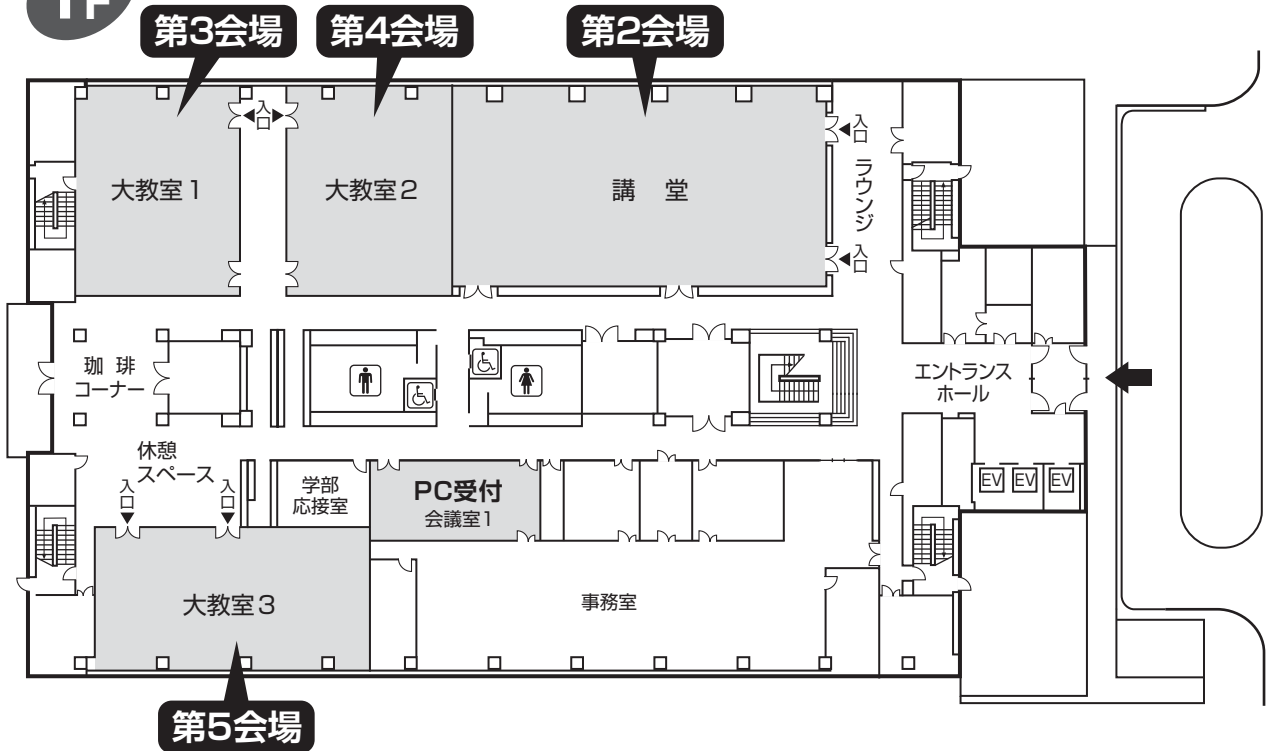 1F
第3会場
第4会場
第2会場
入口
入口
大教室1
大教室2
講 堂
ラウンジ
入口
珈 琲
コーナー
エントランス
ホール
休憩
スペース
入口
入口
学部
応接室
PC受付
会議室1
EV
EV
EV
大教室3
事務室
第5会場